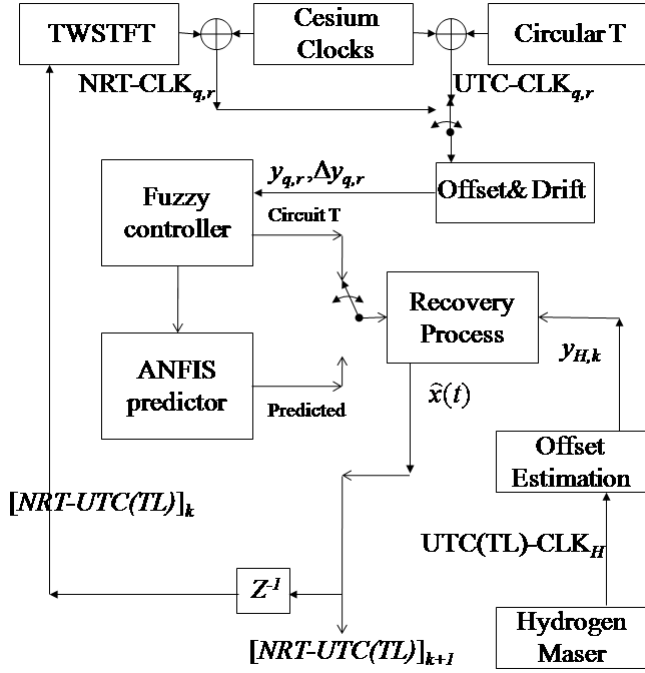 TWSTFT
Cesium
Clocks
Circular T
NRT-CLKq,r
UTC-CLKq,r
Fuzzy
controller
yq,r,Δyq,r
Offset& Drift
Circuit T
Recovery
Process
ANFIS
predictor
Predicted
yH,k
x̂(t)
Offset
Estimation
[NRT-UTC(TL)]k
UTC(TL)-CLKH
Z-1
Hydrogen
Maser
[NRT-UTC(TL)]k+1